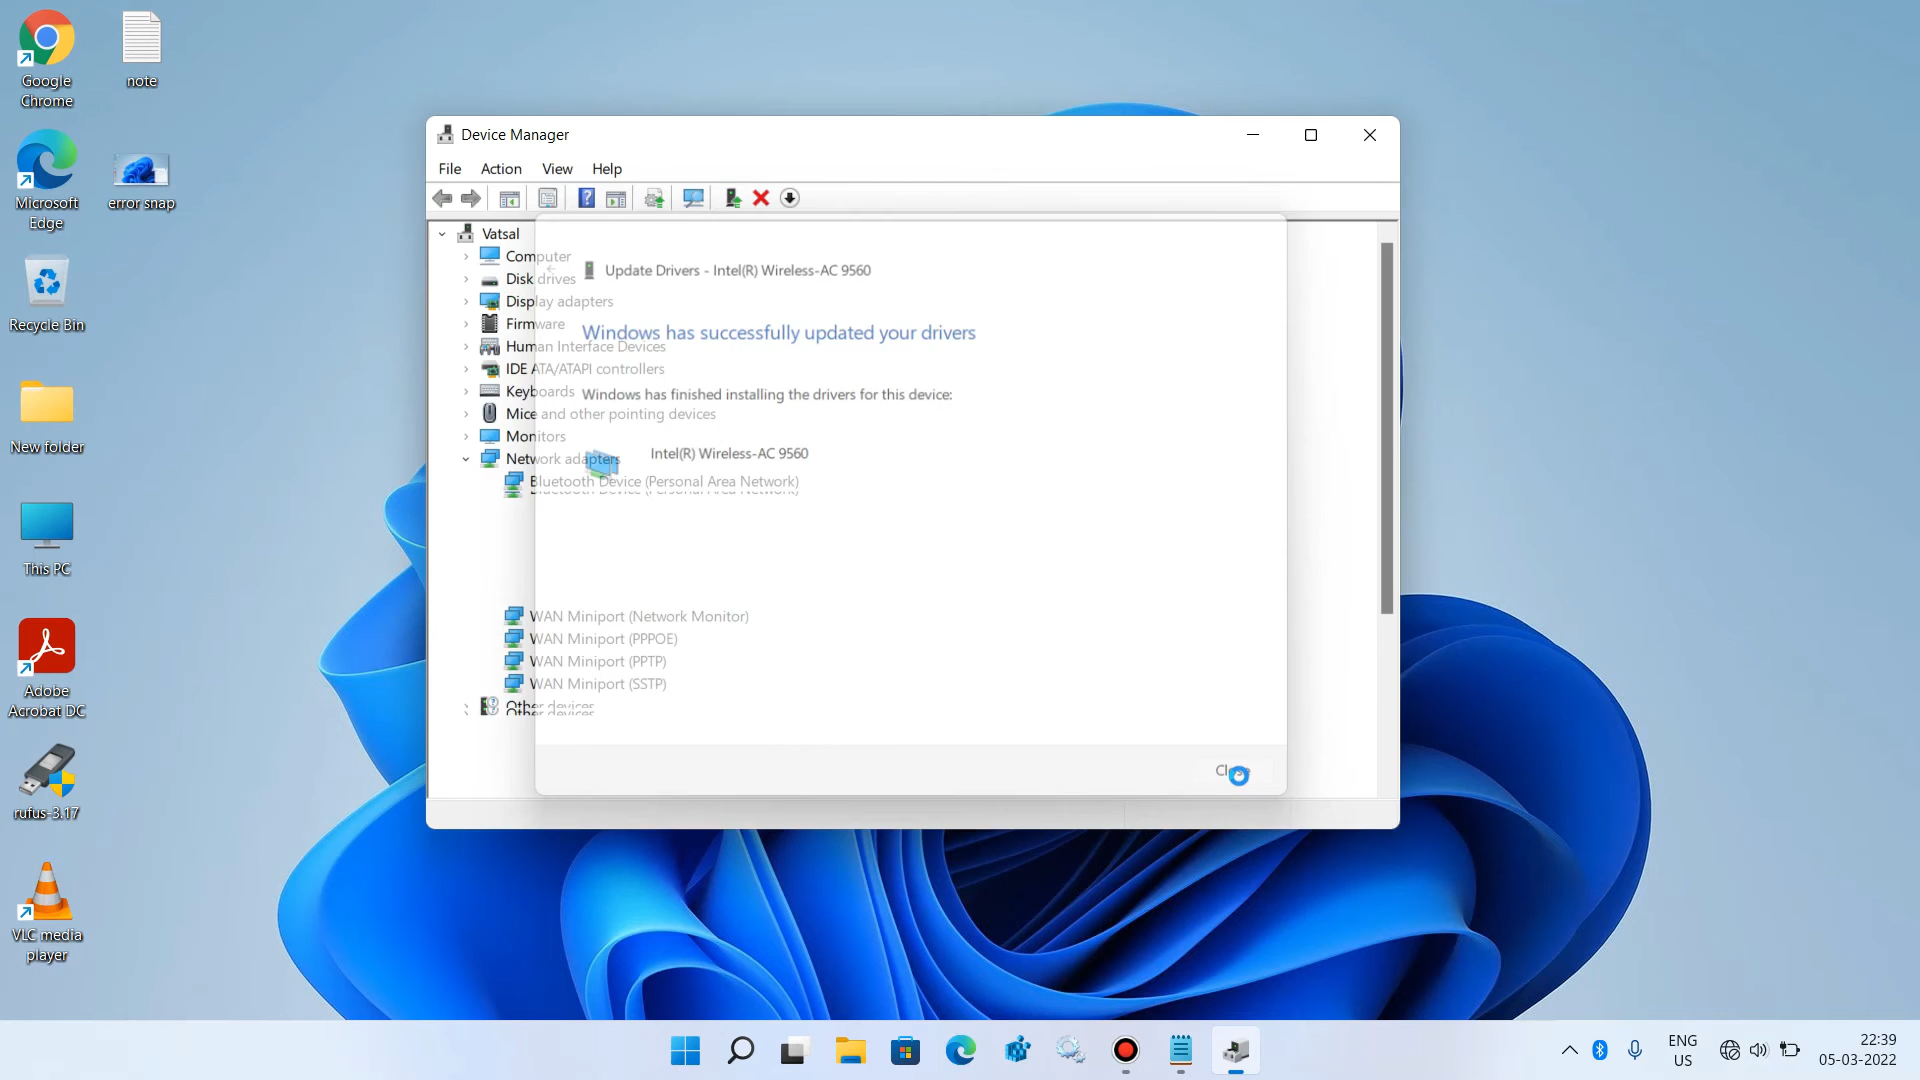 Google
Chrome
note
Microsoft
Edge
error snap
Recycle Bin
New folder
This PC
Adobe
Acrobat DC
rufus-3.17
VLC media
player
Device Manager
File Action View Help
Vatsal
Computer
Disk drives
Display adapters
Firmware
Human Interface Devices
IDE ATA/ATAPI controllers
Keyboards
Mice and other pointing devices
Monitors
Network adapters
Bluetooth Device (Personal Area Network)
WAN Miniport (Network Monitor)
WAN Miniport (PPPOE)
WAN Miniport (PPTP)
WAN Miniport (SSTP)
Other devices
Update Drivers - Intel(R) Wireless-AC 9560
Windows has successfully updated your drivers
Windows has finished installing the drivers for this device:
Intel(R) Wireless-AC 9560
ENG
US
22:39
05-03-2022